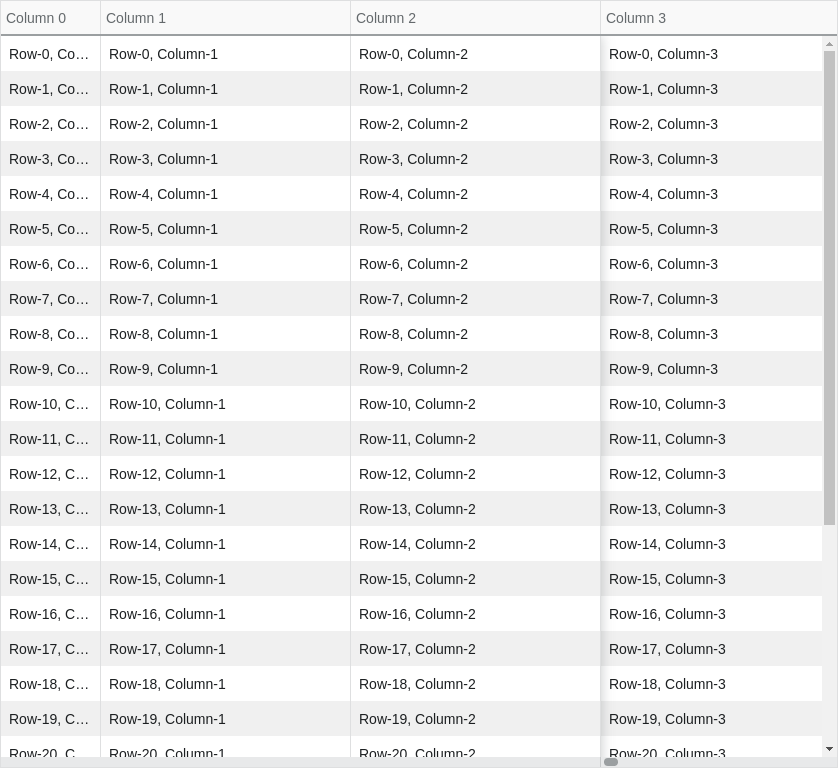 Column 0 Column 1 Column 2 Column 3
Row-0, Co… Row-0, Column-1 Row-0, Column-2 Row-0, Column-3
Row-1, Co… Row-1, Column-1 Row-1, Column-2 Row-1, Column-3
Row-2, Co… Row-2, Column-1 Row-2, Column-2 Row-2, Column-3
Row-3, Co… Row-3, Column-1 Row-3, Column-2 Row-3, Column-3
Row-4, Co… Row-4, Column-1 Row-4, Column-2 Row-4, Column-3
Row-5, Co… Row-5, Column-1 Row-5, Column-2 Row-5, Column-3
Row-6, Co… Row-6, Column-1 Row-6, Column-2 Row-6, Column-3
Row-7, Co… Row-7, Column-1 Row-7, Column-2 Row-7, Column-3
Row-8, Co… Row-8, Column-1 Row-8, Column-2 Row-8, Column-3
Row-9, Co… Row-9, Column-1 Row-9, Column-2 Row-9, Column-3
Row-10, C… Row-10, Column-1 Row-10, Column-2 Row-10, Column-3
Row-11, C… Row-11, Column-1 Row-11, Column-2 Row-11, Column-3
Row-12, C… Row-12, Column-1 Row-12, Column-2 Row-12, Column-3
Row-13, C… Row-13, Column-1 Row-13, Column-2 Row-13, Column-3
Row-14, C… Row-14, Column-1 Row-14, Column-2 Row-14, Column-3
Row-15, C… Row-15, Column-1 Row-15, Column-2 Row-15, Column-3
Row-16, C… Row-16, Column-1 Row-16, Column-2 Row-16, Column-3
Row-17, C… Row-17, Column-1 Row-17, Column-2 Row-17, Column-3
Row-18, C… Row-18, Column-1 Row-18, Column-2 Row-18, Column-3
Row-19, C… Row-19, Column-1 Row-19, Column-2 Row-19, Column-3
Row-20, C… Row-20, Column-1 Row-20, Column-2 Row-20, Column-3